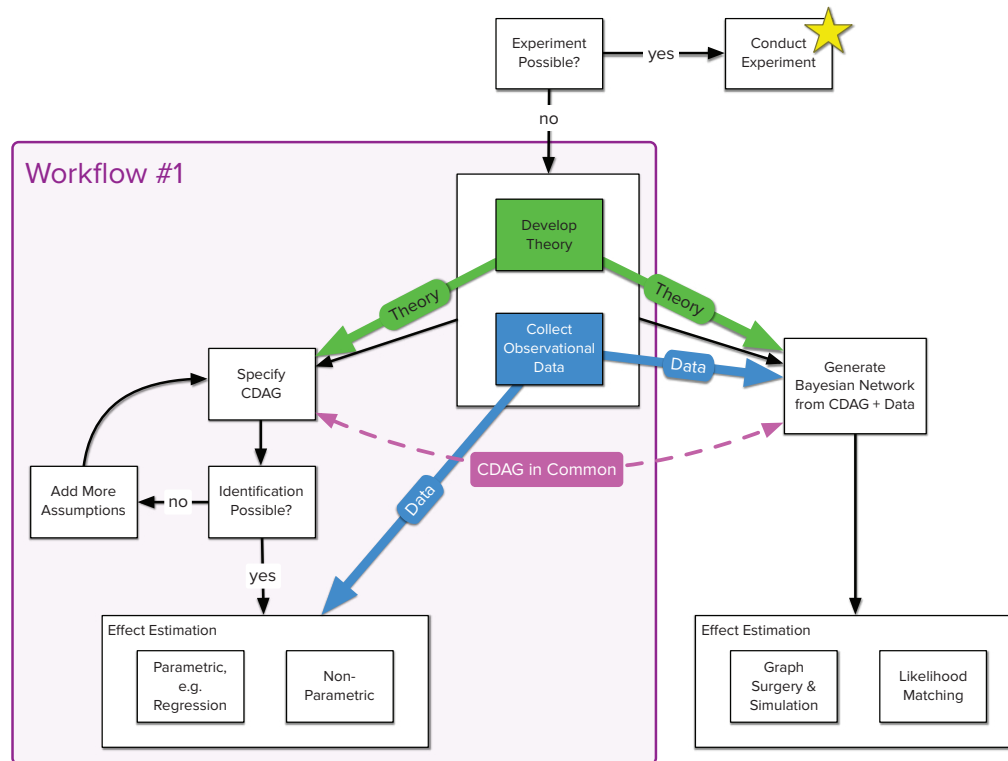 Experiment
Possible?
yes
Conduct
Experiment
no
Workflow #1
Develop
Theory
Theory
Theory
Collect
Observational
Data
Data
Specify
CDAG
Generate
Bayesian Network
from CDAG + Data
CDAG in Common
Add More
Assumptions
no
Identification
Possible?
Data
yes
Effect Estimation
Parametric,
e.g.
Regression
Non-
Parametric
Effect Estimation
Graph
Surgery &
Simulation
Likelihood
Matching